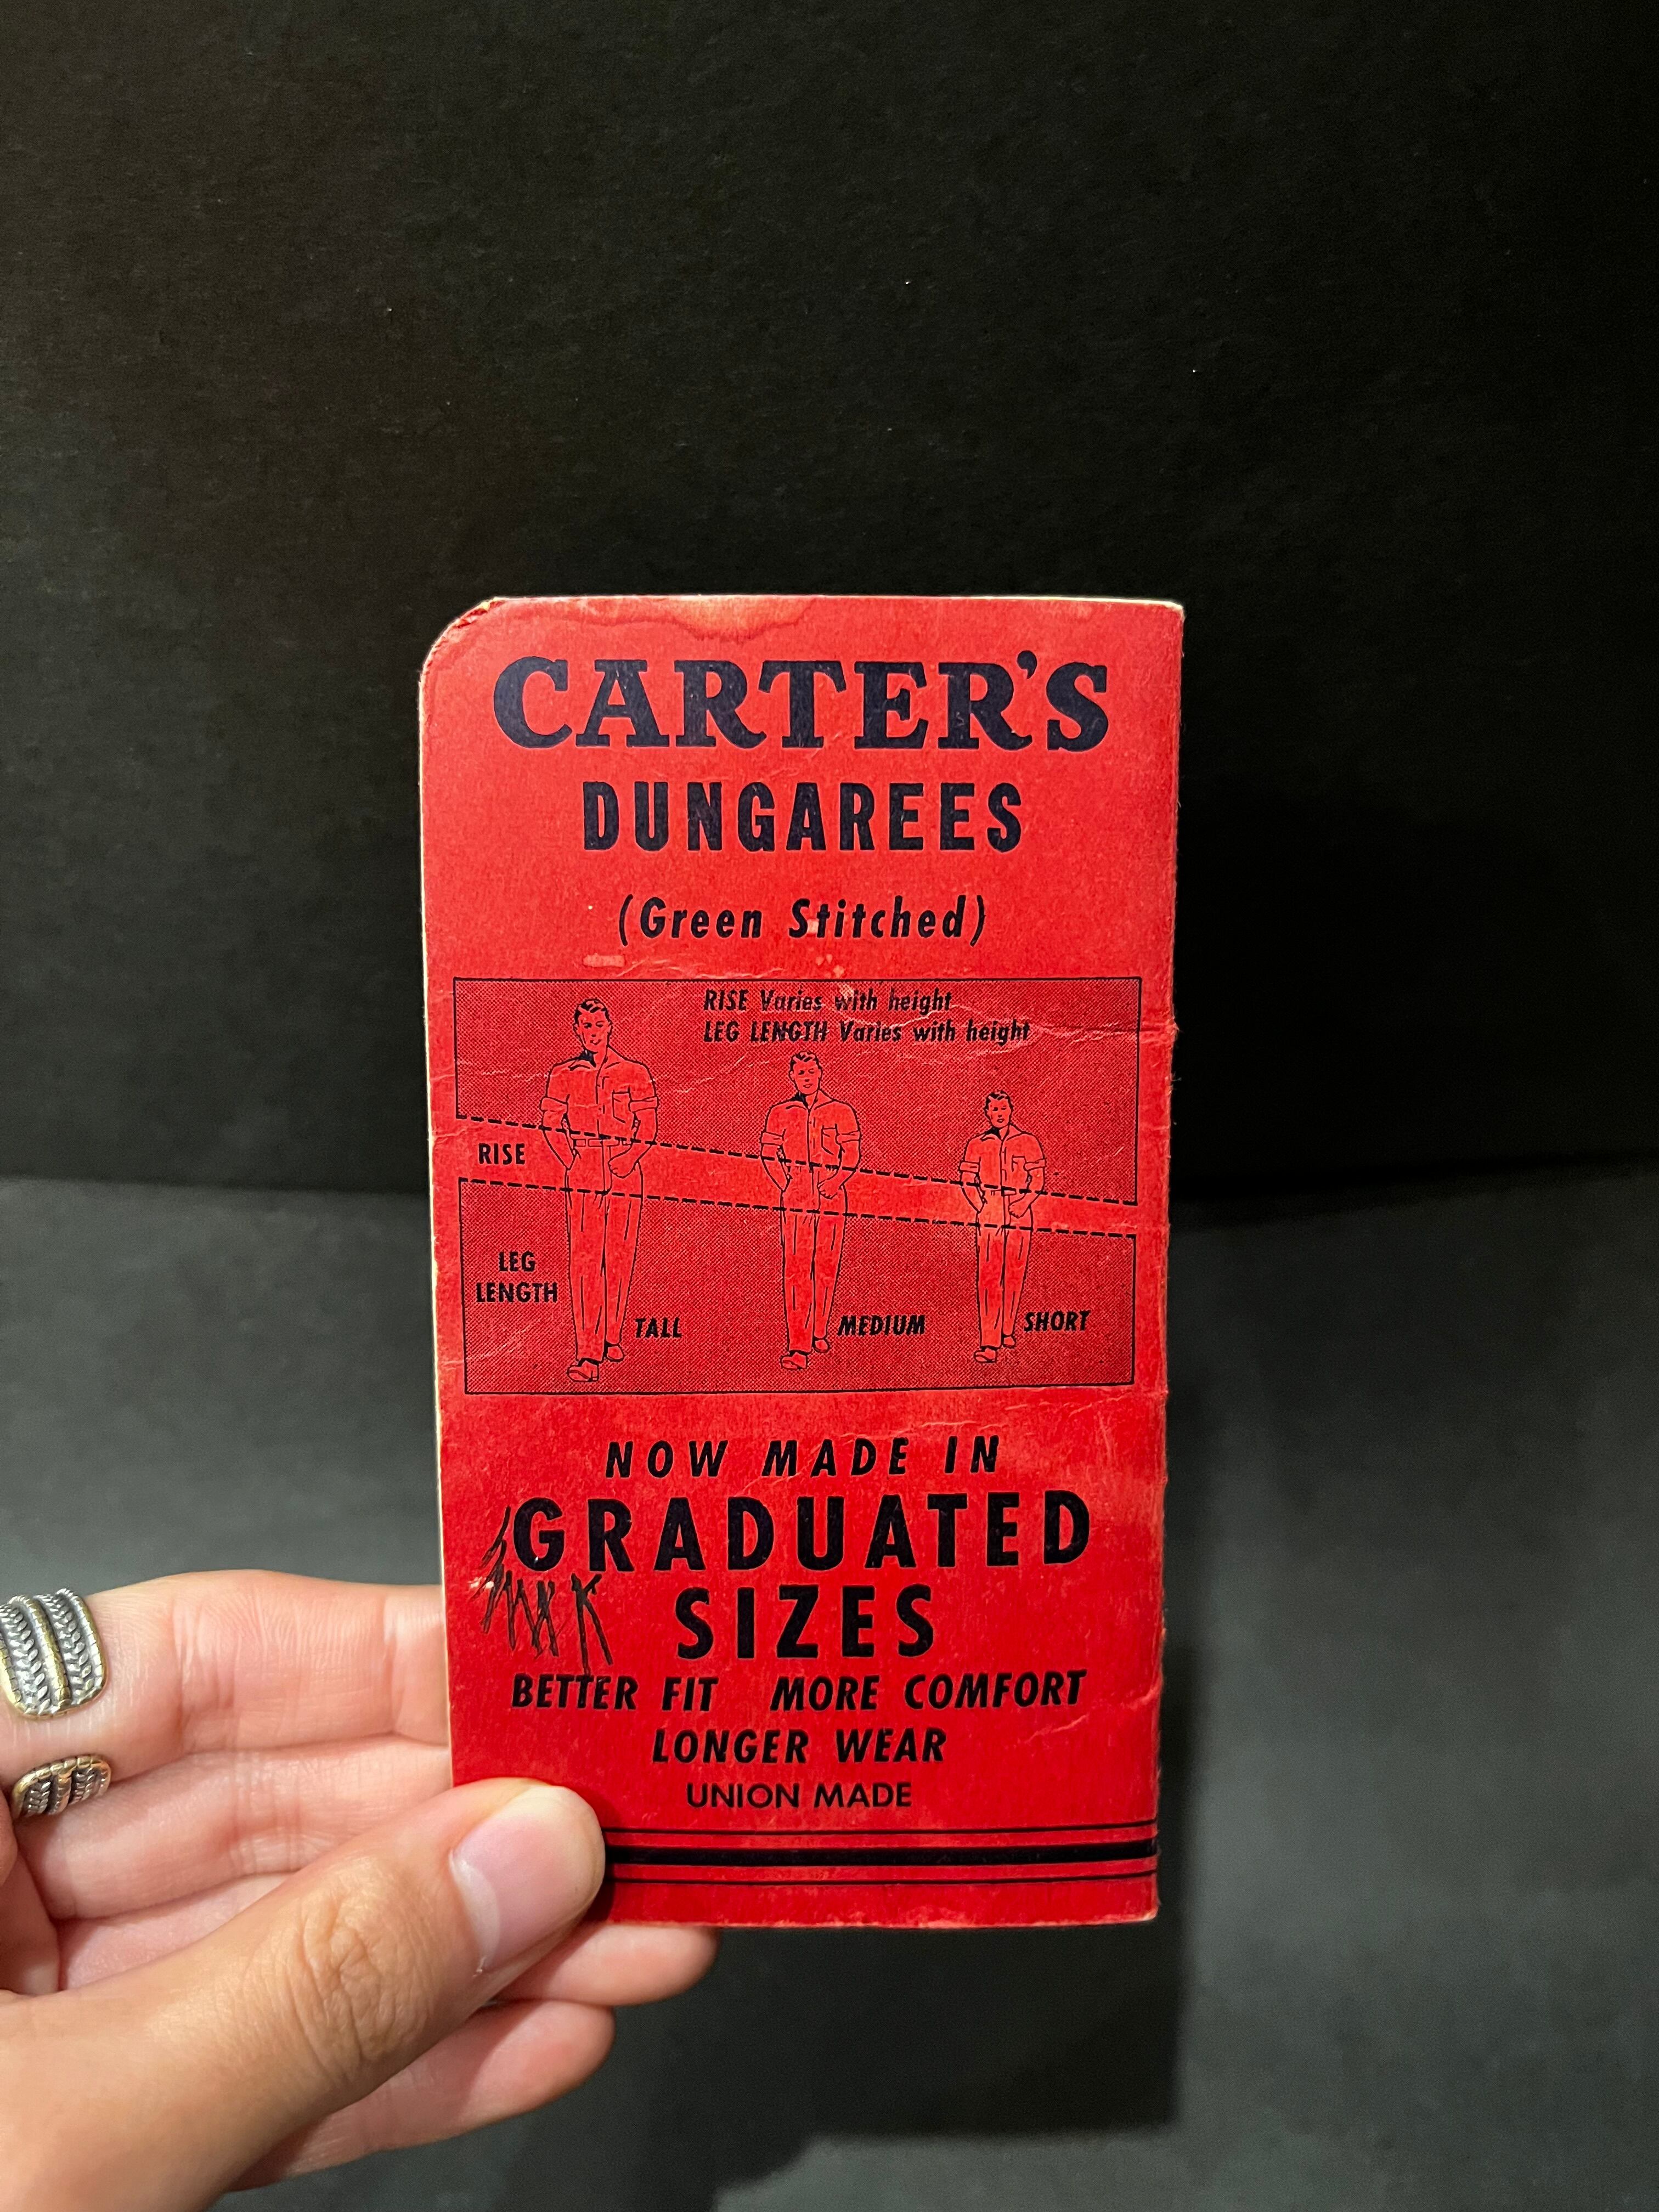 CARTER'S
DUNGAREES
(Green Stitched)
RISE Varies with height
LEG LENGTH Varies with height
RISE
LEG
LENGTH
TALL
MEDIUM
SHORT
NOW MADE IN
GRADUATED
SIZES
BETTER FIT MORE COMFORT
LONGER WEAR
UNION MADE